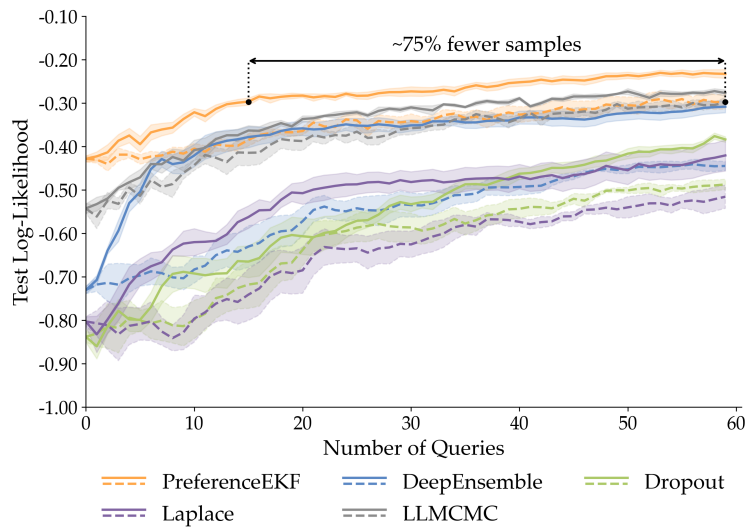 ~75% fewer samples
Test Log-Likelihood
-0.10
-0.20
-0.30
-0.40
-0.50
-0.60
-0.70
-0.80
-0.90
-1.00
0 10 20 30 40 50 60
Number of Queries
PreferenceEKF DeepEnsemble Dropout
Laplace LLMCMC